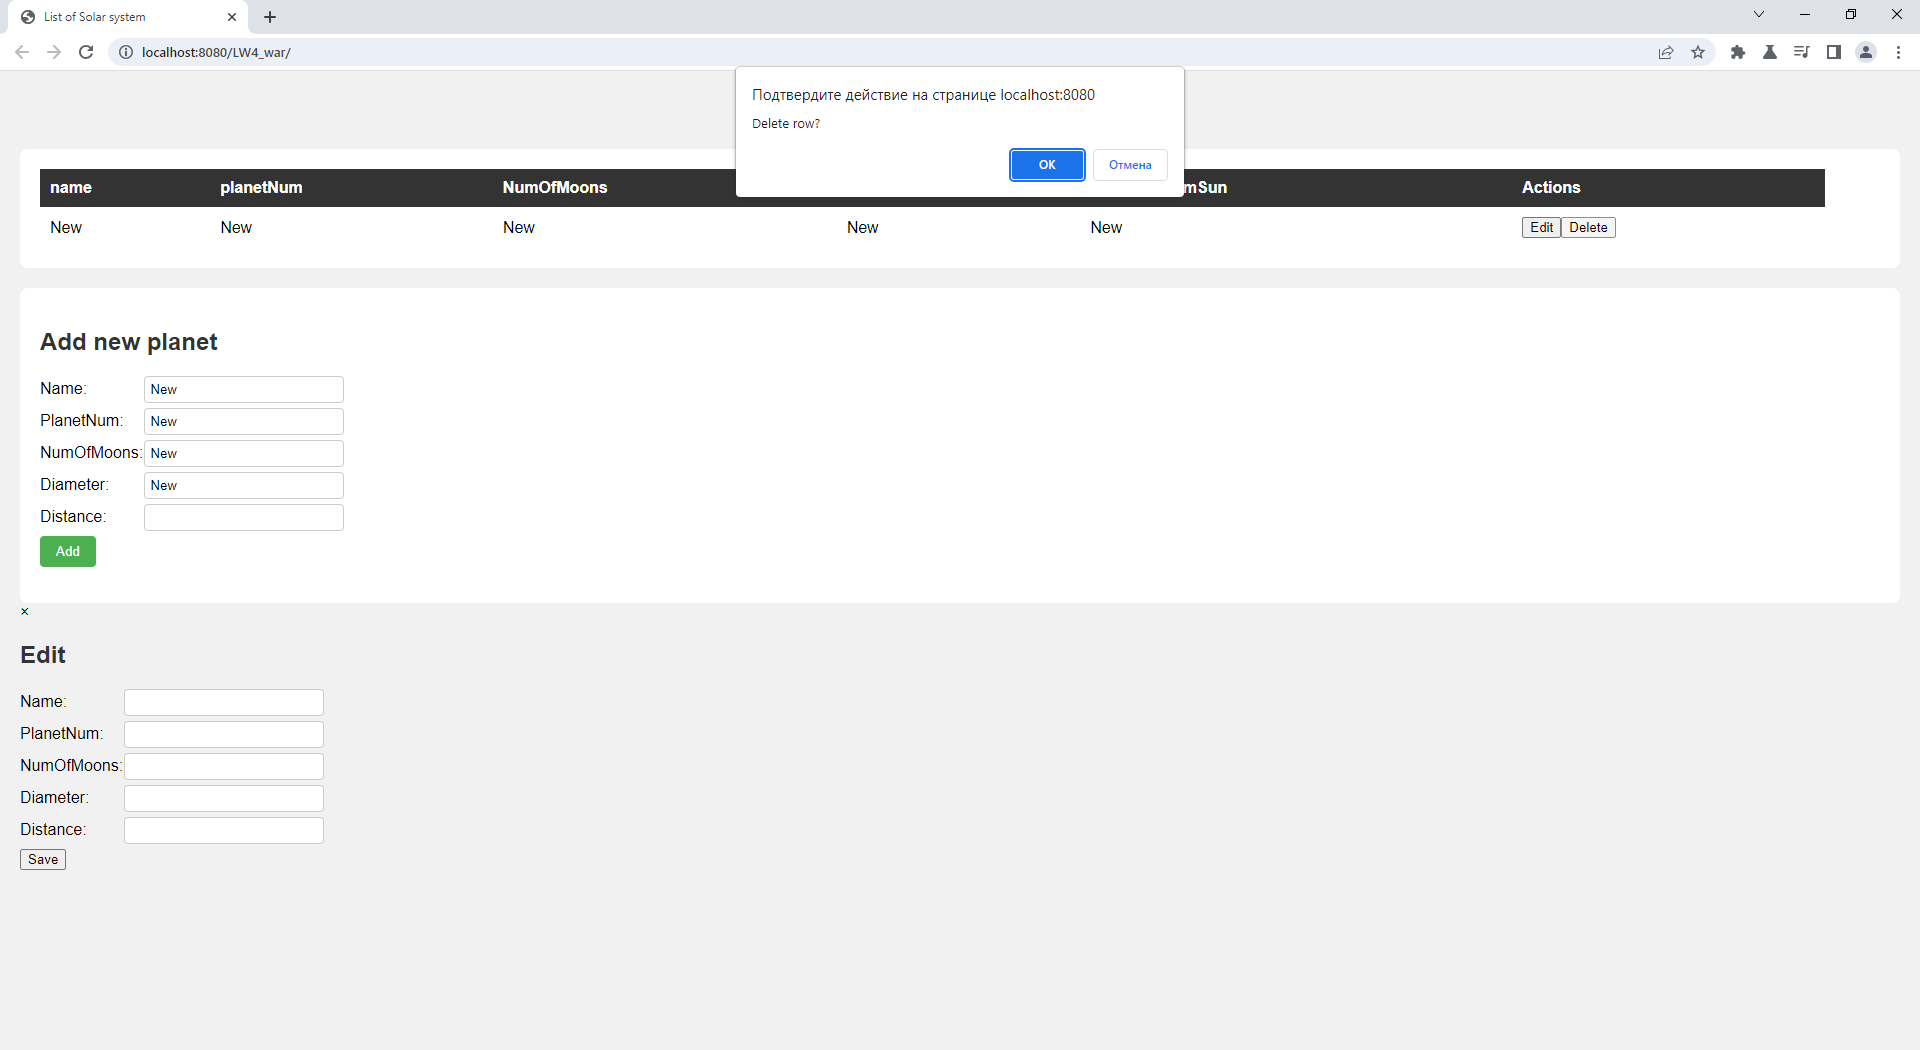 List of Solar system
localhost:8080/LW4_war/
Подтвердите действие на странице localhost:8080
Delete row?
OK Отмена
name planetNum NumOfMoons mSun Actions
New New New New New Edit Delete
Add new planet
Name: New
PlanetNum: New
NumOfMoons: New
Diameter: New
Distance:
Add
×
Edit
Name:
PlanetNum:
NumOfMoons:
Diameter:
Distance:
Save